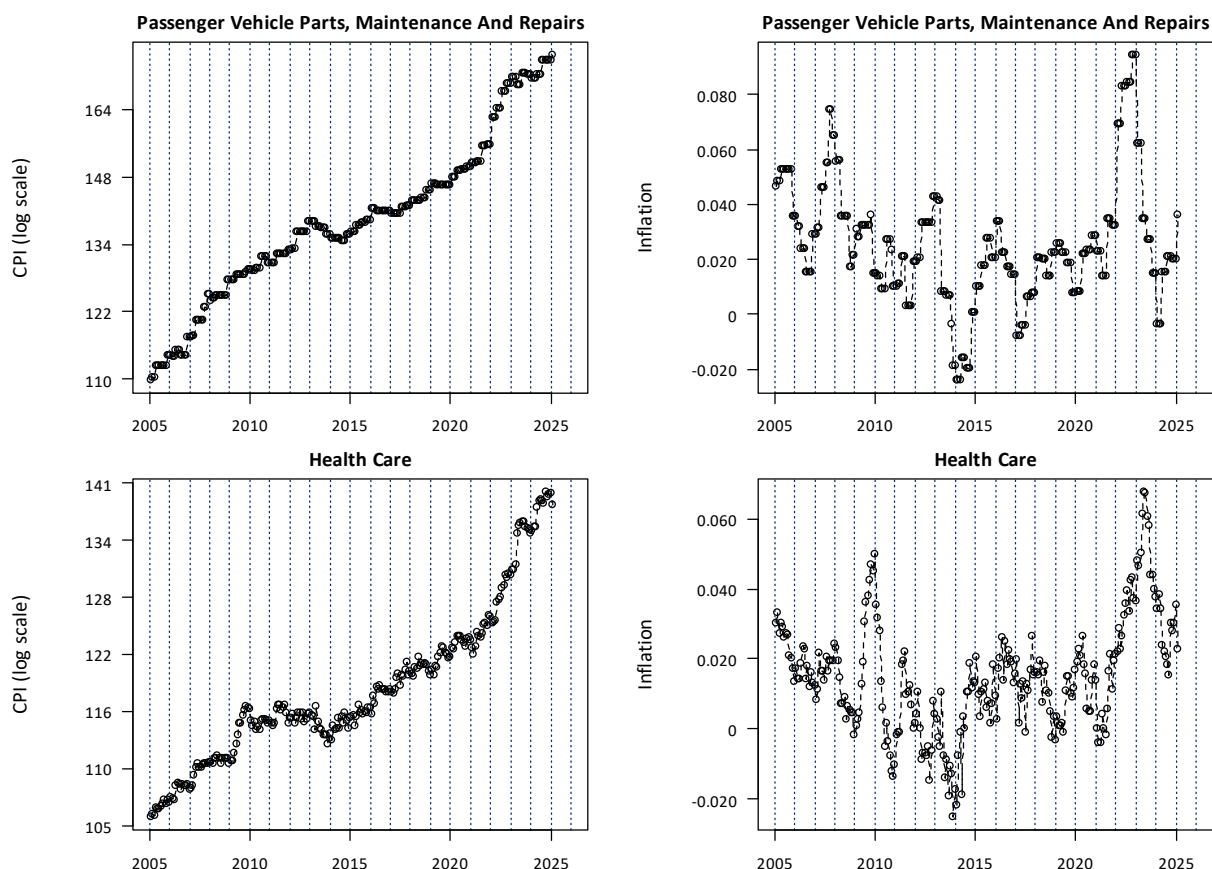 Passenger Vehicle Parts, Maintenance And Repairs
CPI (log scale)
164
148
134
122
110
2005 2010 2015 2020 2025
Passenger Vehicle Parts, Maintenance And Repairs
Inflation
0.080
0.060
0.040
0.020
0
-0.020
2005 2010 2015 2020 2025
Health Care
CPI (log scale)
141
134
128
122
116
110
105
2005 2010 2015 2020 2025
Health Care
Inflation
0.060
0.040
0.020
0
-0.020
2005 2010 2015 2020 2025